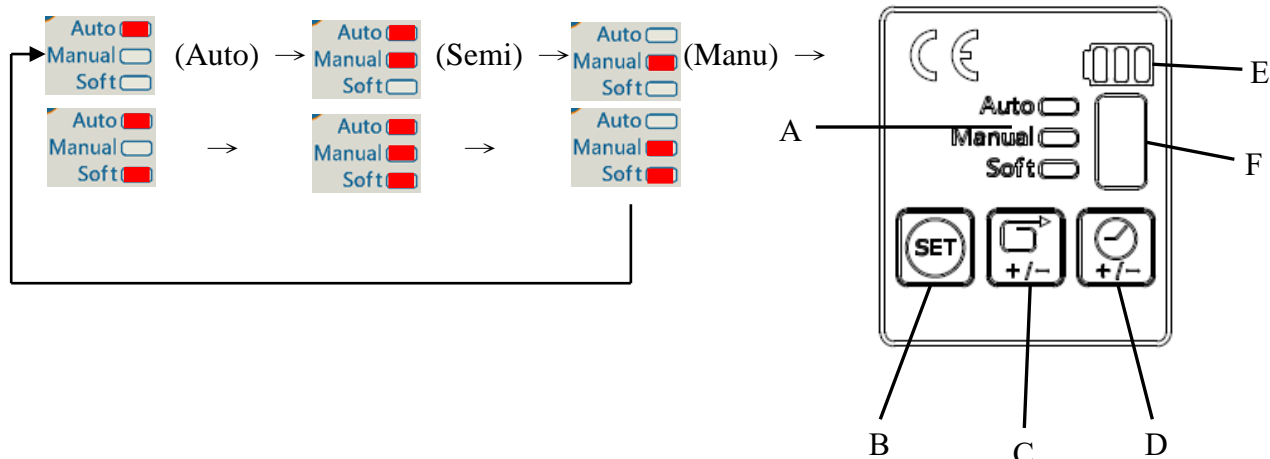 Auto
Manual (Auto) →
Soft
Auto
Manual (Semi) →
Soft
Auto
Manual (Manu) →
Soft
Auto
Manual →
Soft
Auto
Manual →
Soft
Auto
Manual
Soft
CE
E
Auto
A Manual
Soft
F
SET
+/−
+/−
B
C
D